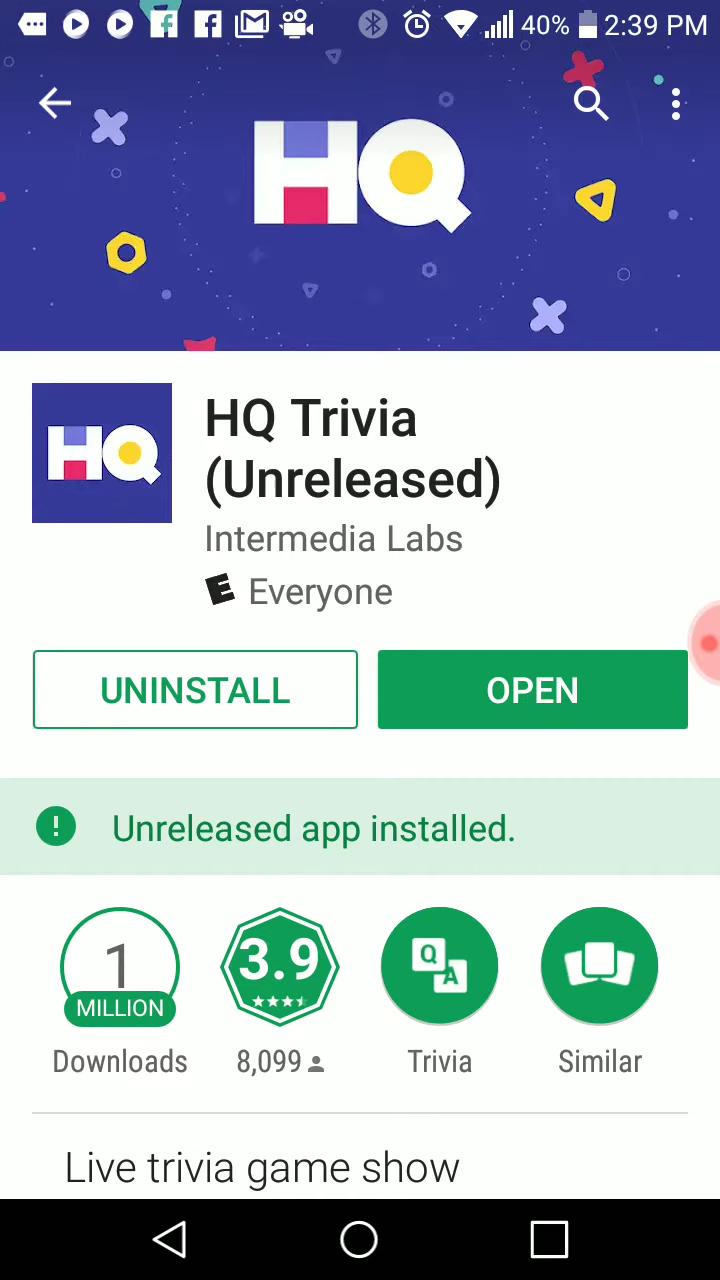 40% 2:39 PM
HQ
HQ
HQ Trivia
(Unreleased)
Intermedia Labs
E Everyone
UNINSTALL
OPEN
! Unreleased app installed.
1
MILLION
3.9
Q
A
Downloads
8,099
Trivia
Similar
Live trivia game show